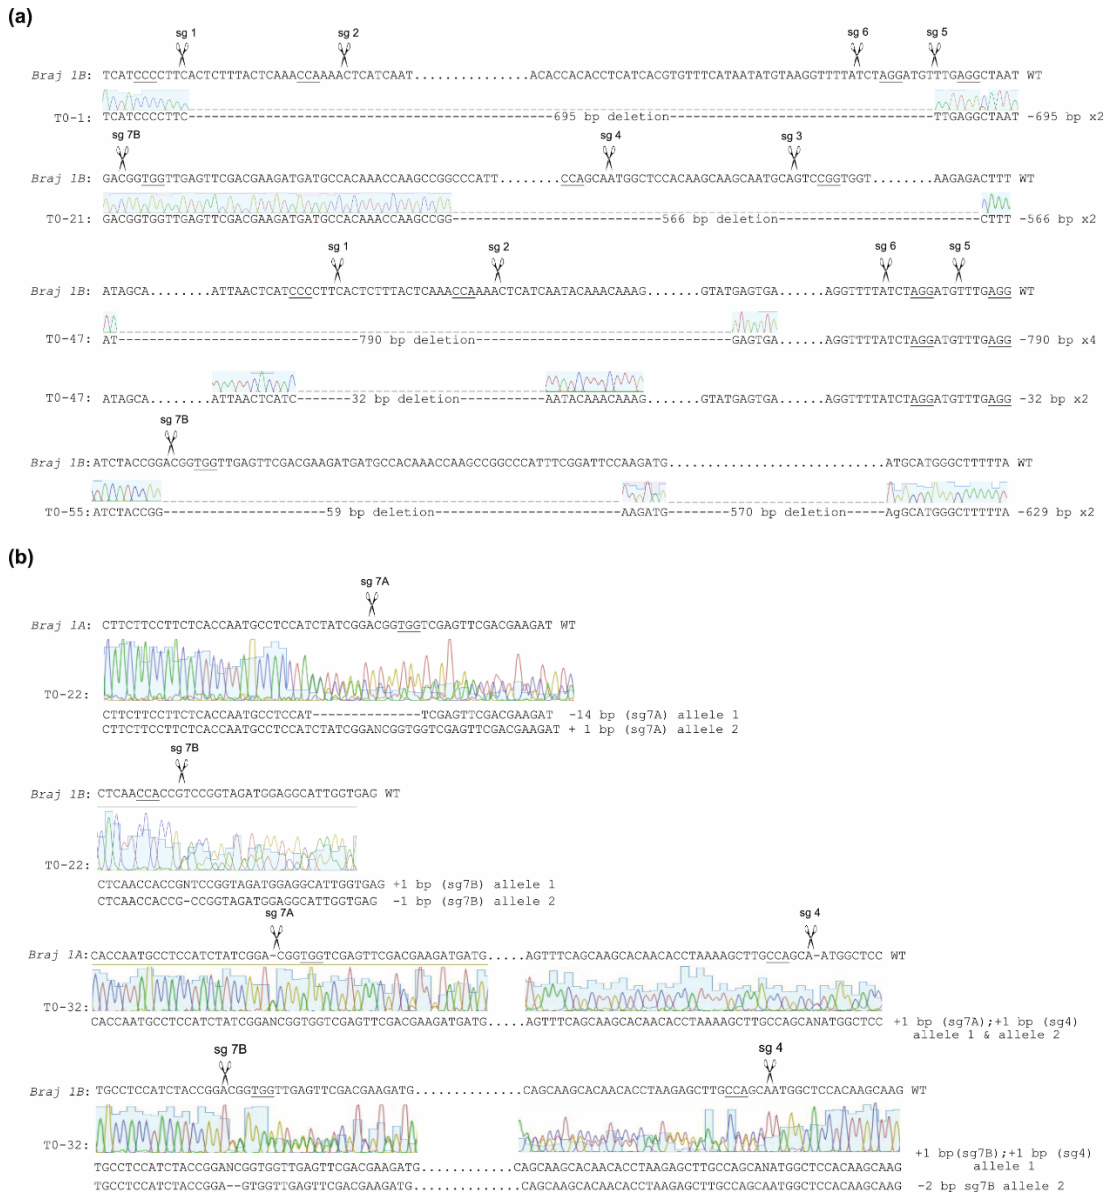 (a)
sg 1 sg 2 sg 6 sg 5
Braj 1B: TCATCCCCTTCACTCTTTACTCAAACCAAAACTCATCAAT...............ACACCACACCTCATCACGTGTTTCATAATATGTAAGGTTTTATCTAGGATGTTTGAGGCTAAT WT
T0-1: TCATCCCCTTC----------------------------------------695 bp deletion-----------------------------TTGAGGCTAAT -695 bp x2
sg 7B sg 4 sg 3
Braj 1B: GACGGTGGTTGAGTTCGACGAAGATGATGCCACAAACCAAGCCGGCCCATT.......CCAGCAATGGCTCCACAAGCAAGCAATGCAGTCCGGTGGT........AAGAGACTTT WT
T0-21: GACGGTGGTTGAGTTCGACGAAGATGATGCCACAAACCAAGCCGG-----------------------566 bp deletion-----------------------CTTT -566 bp x2
sg 1 sg 2 sg 6 sg 5
Braj 1B: ATAGCA........ATTAACTCATCCCCTTCACTCTTTACTCAAACCAAAACTCATCAATACAAACAAAG.......GTATGAGTGA......AGGTTTTATCTAGGATGTTTGAGG WT
T0-47: AT-----------------------------790 bp deletion-------------------------------GAGTGA......AGGTTTTATCTAGGATGTTTGAGG -790 bp x4
T0-47: ATAGCA........ATTAACTCATC-------32 bp deletion-----------AATACAAACAAAG.......GTATGAGTGA......AGGTTTTATCTAGGATGTTTGAGG -32 bp x2
sg 7B
Braj 1B: ATCTACCGGACGGTGGTTGAGTTCGACGAAGATGATGCCACAAACCAAGCCGGCCCATTTCGGATTCCAAGATG...........................ATGCATGGGCTTTTTA WT
T0-55: ATCTACCGG---------------------59 bp deletion-----------------------AAGATG-------570 bp deletion-----AgGCATGGGCTTTTTA -629 bp x2
(b)
sg 7A
Braj 1A: CTTCTTCCTTCTCACCAATGCCTCCATCTATCGGACGGTGGTCGAGTTCGACGAAGAT WT
T0-22:
CTTCTTCCTTCTCACCAATGCCTCCAT--------------TCGAGTTCGACGAAGAT -14 bp (sg7A) allele 1
CTTCTTCCTTCTCACCAATGCCTCCATCTATCGGANCGGTGGTCGAGTTCGACGAAGAT + 1 bp (sg7A) allele 2
sg 7B
Braj 1B: CTCAACCACCGTCCGGTAGATGGAGGCATTGGTGAG WT
T0-22:
CTCAACCACCGNTCCGGTAGATGGAGGCATTGGTGAG +1 bp (sg7B) allele 1
CTCAACCACCG-CCGGTAGATGGAGGCATTGGTGAG -1 bp (sg7B) allele 2
sg 7A sg 4
Braj 1A: CACCAATGCCTCCATCTATCGGA-CGGTGGTCGAGTTCGACGAAGATGATG.....AGTTTCAGCAAGCACAACACCTAAAAGCTTGCCAGCA-ATGGCTCC WT
T0-32:
CACCAATGCCTCCATCTATCGGANCGGTGGTCGAGTTCGACGAAGATGATG.....AGTTTCAGCAAGCACAACACCTAAAAGCTTGCCAGCANATGGCTCC +1 bp (sg7A);+1 bp (sg4)
allele 1 & allele 2
sg 7B sg 4
Braj 1B: TGCCTCCATCTACCGGACGGTGGTTGAGTTCGACGAAGATG..............CAGCAAGCACAACACCTAAGAGCTTGCCAGCAATGGCTCCACAAGCAAG WT
T0-32:
TGCCTCCATCTACCGGANCGGTGGTTGAGTTCGACGAAGATG............CAGCAAGCACAACACCTAAGAGCTTGCCAGCANATGGCTCCACAAGCAAG +1 bp(sg7B);+1 bp (sg4)
allele 1
TGCCTCCATCTACCGGA--GTGGTTGAGTTCGACGAAGATG.............CAGCAAGCACAACACCTAAGAGCTTGCCAGCAATGGCTCCACAAGCAAG -2 bp sg7B allele 2